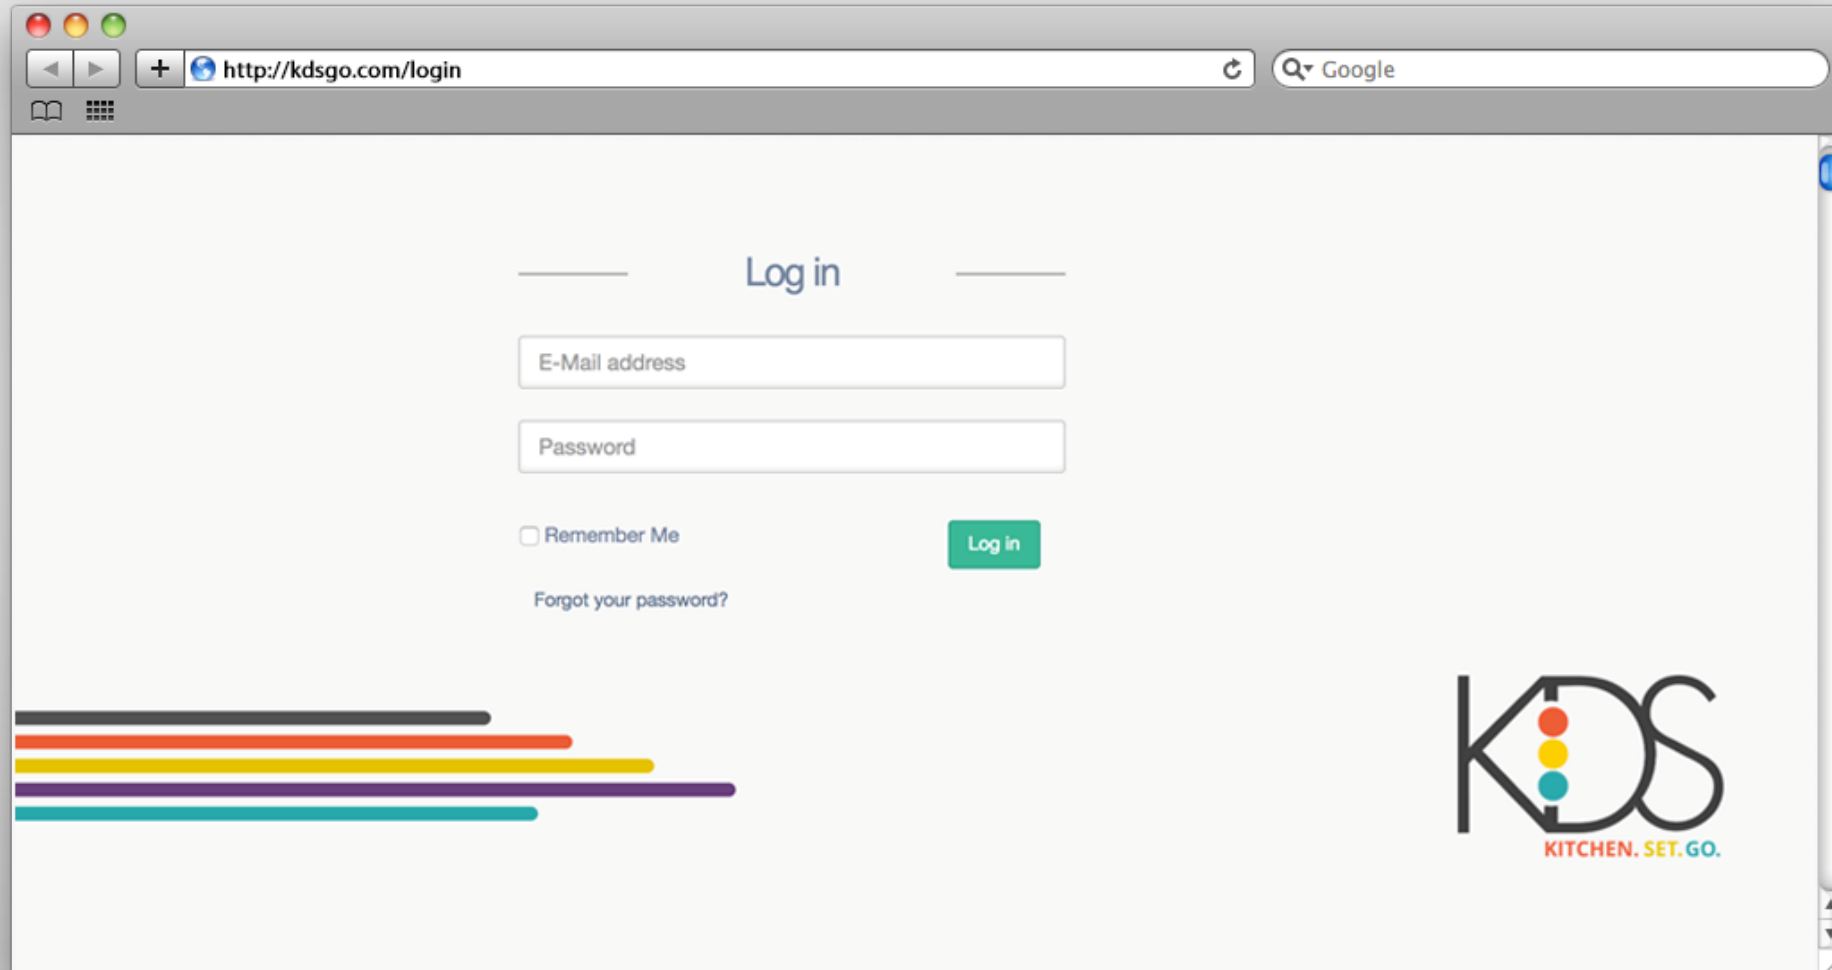 http://kdsgo.com/login
Google
Log in
E-Mail address
Password
Remember Me
Log in
Forgot your password?
KDS
KITCHEN. SET. GO.